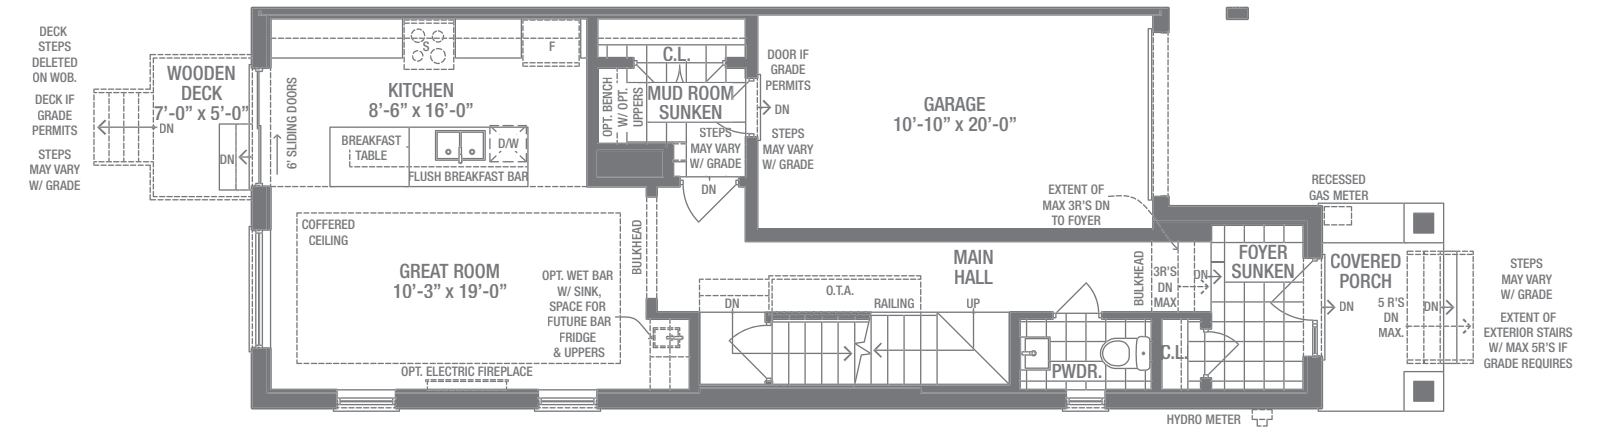 DECK
STEPS
DELETED
ON WOB.
DECK IF
GRADE
PERMITS
STEPS
MAY VARY
W/ GRADE
WOODEN
DECK
7'-0" x 5'-0"
DN
DN
6' SLIDING DOORS
S
F
KITCHEN
8'-6" x 16'-0"
BREAKFAST
TABLE
D/W
FLUSH BREAKFAST BAR
C.L.
OPT. BENCH
W/ OPT.
UPPERS
MUD ROOM
SUNKEN
STEPS
MAY VARY
W/ GRADE
DN
DOOR IF
GRADE
PERMITS
DN
STEPS
MAY VARY
W/ GRADE
GARAGE
10'-10" x 20'-0"
EXTENT OF
MAX 3R'S DN
TO FOYER
RECESSED
GAS METER
COFFERED
CEILING
GREAT ROOM
10'-3" x 19'-0"
BULKHEAD
OPT. WET BAR
W/ SINK,
SPACE FOR
FUTURE BAR
FRIDGE
& UPPERS
OPT. ELECTRIC FIREPLACE
MAIN
HALL
DN
O.T.A.
RAILING
UP
BULKHEAD
3R'S
DN
MAX
DN
FOYER
SUNKEN
COVERED
PORCH
DN
5 R'S
DN
MAX.
DN
STEPS
MAY VARY
W/ GRADE
EXTENT OF
EXTERIOR STAIRS
W/ MAX 5R'S IF
GRADE REQUIRES
PWDR.
C.L.
HYDRO METER